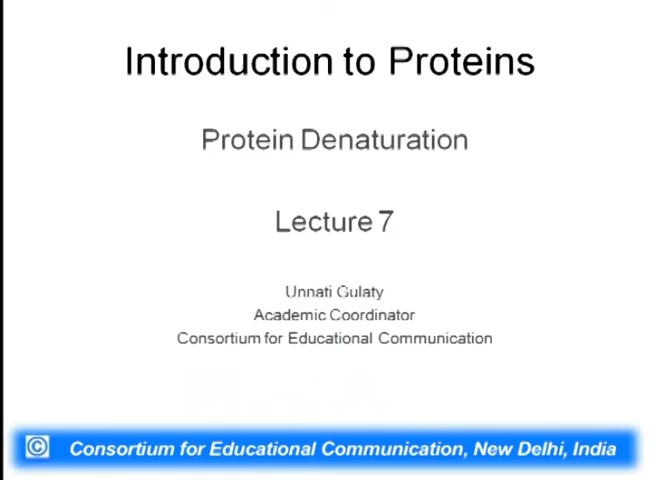 Introduction to Proteins
Protein Denaturation
Lecture 7
Unnati Gulaty
Academic Coordinator
Consortium for Educational Communication
© Consortium for Educational Communication, New Delhi, India